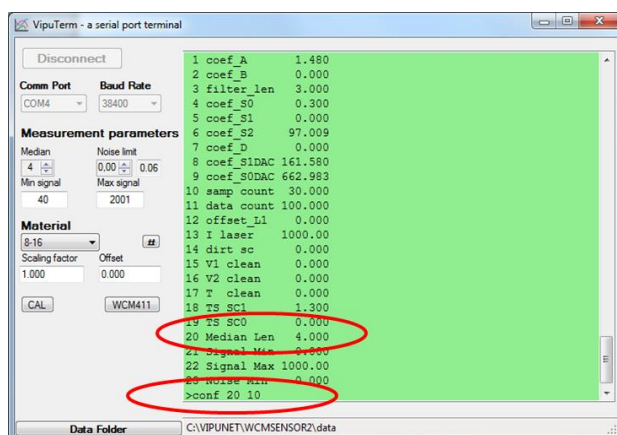 VipuTerm - a serial port terminal
Disconnect
Comm Port Baud Rate
COM4 38400
Measurement parameters
Median Noise limit
4 0,00 0.06
Min signal Max signal
40 2001
Material
8-16 tt
Scaling factor Offset
1.000 0.000
CAL WCM411
Data Folder
1 coef_A 1.480
2 coef_B 0.000
3 filter_len 3.000
4 coef_S0 0.300
5 coef_S1 0.000
6 coef_S2 97.009
7 coef_D 0.000
8 coef_S1DAC 161.580
9 coef_S0DAC 662.983
10 samp count 30.000
11 data count 100.000
12 offset_L1 0.000
13 I laser 1000.00
14 dirt sc 0.000
15 V1 clean 0.000
16 V2 clean 0.000
17 T clean 0.000
18 TS SC1 1.300
19 TS SC0 0.000
20 Median Len 4.000
21 Signal Min 0.000
22 Signal Max 1000.00
23 Noise Min 0.000
>conf 20 10
C:\VIPUNET\WCMSENSOR2\data